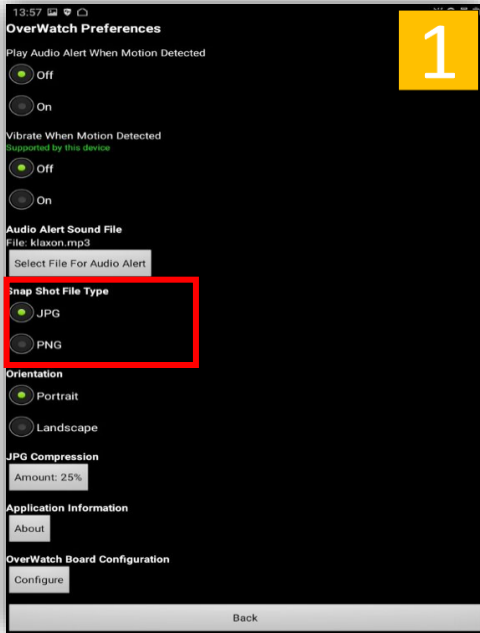 13:57
OverWatch Preferences
1
Play Audio Alert When Motion Detected
Off
On
Vibrate When Motion Detected
Supported by this device
Off
On
Audio Alert Sound File
File: klaxon.mp3
Select File For Audio Alert
Snap Shot File Type
JPG
PNG
Orientation
Portrait
Landscape
JPG Compression
Amount: 25%
Application Information
About
OverWatch Board Configuration
Configure
Back